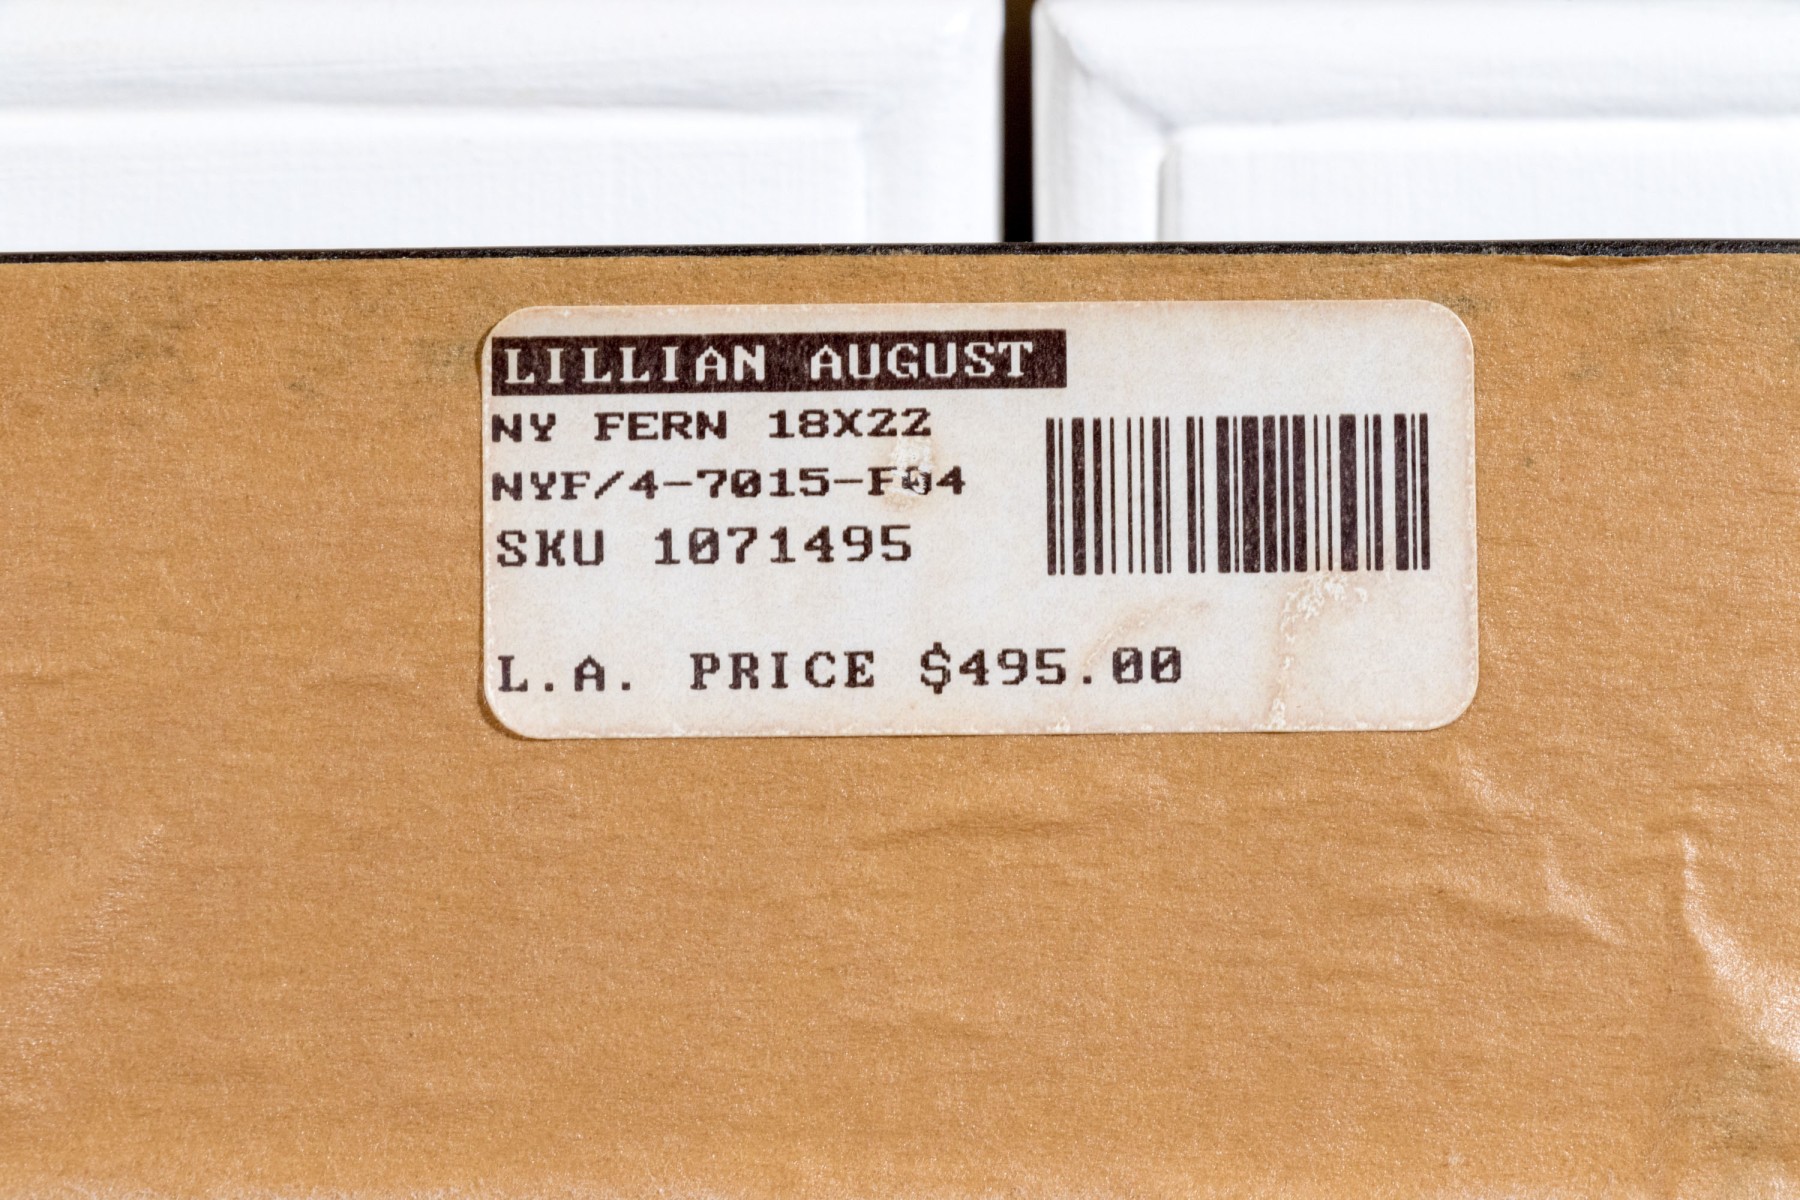 LILLIAN AUGUST
NY FERN 18X22
NYF/4-7015-F04
SKU 1071495
L.A. PRICE $495.00